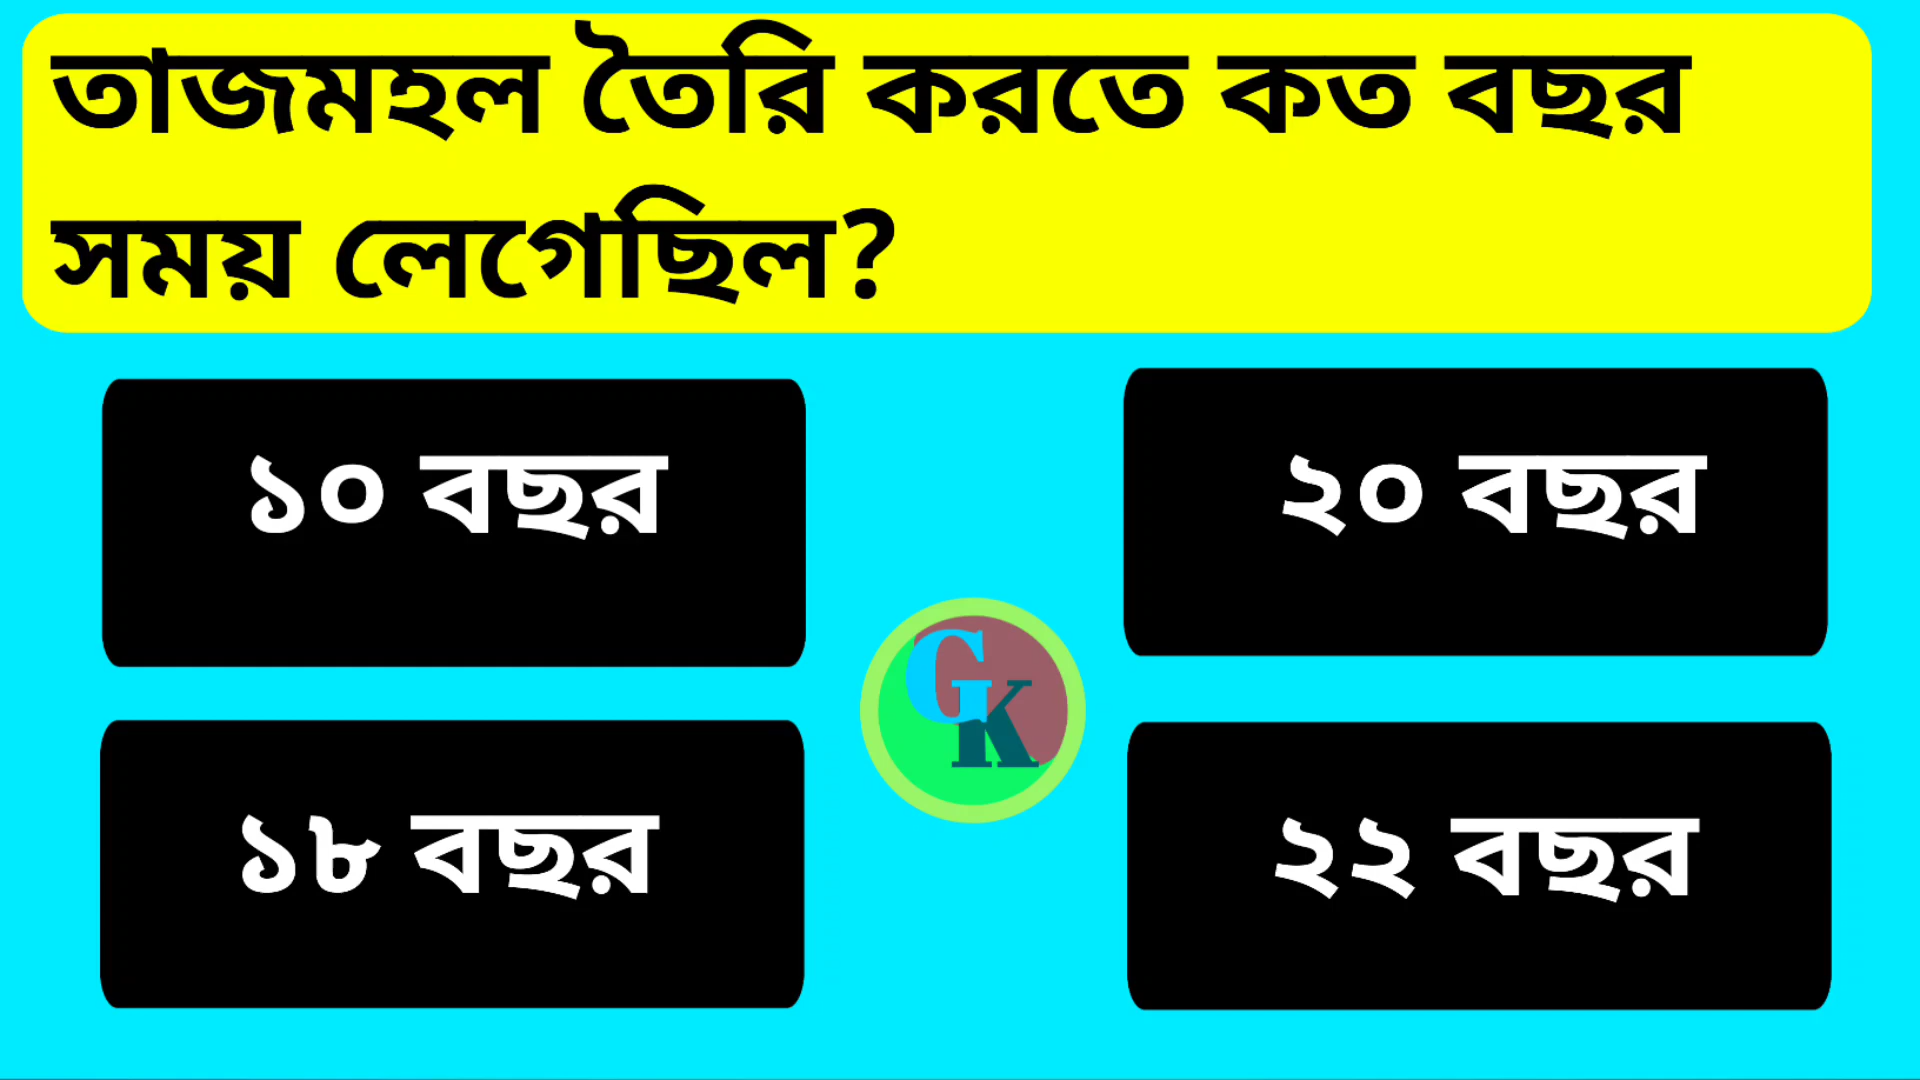 তাজমহল তৈরি করতে কত বছর
সময় লেগেছিল?
১০ বছর
২০ বছর
GK
১৮ বছর
২২ বছর